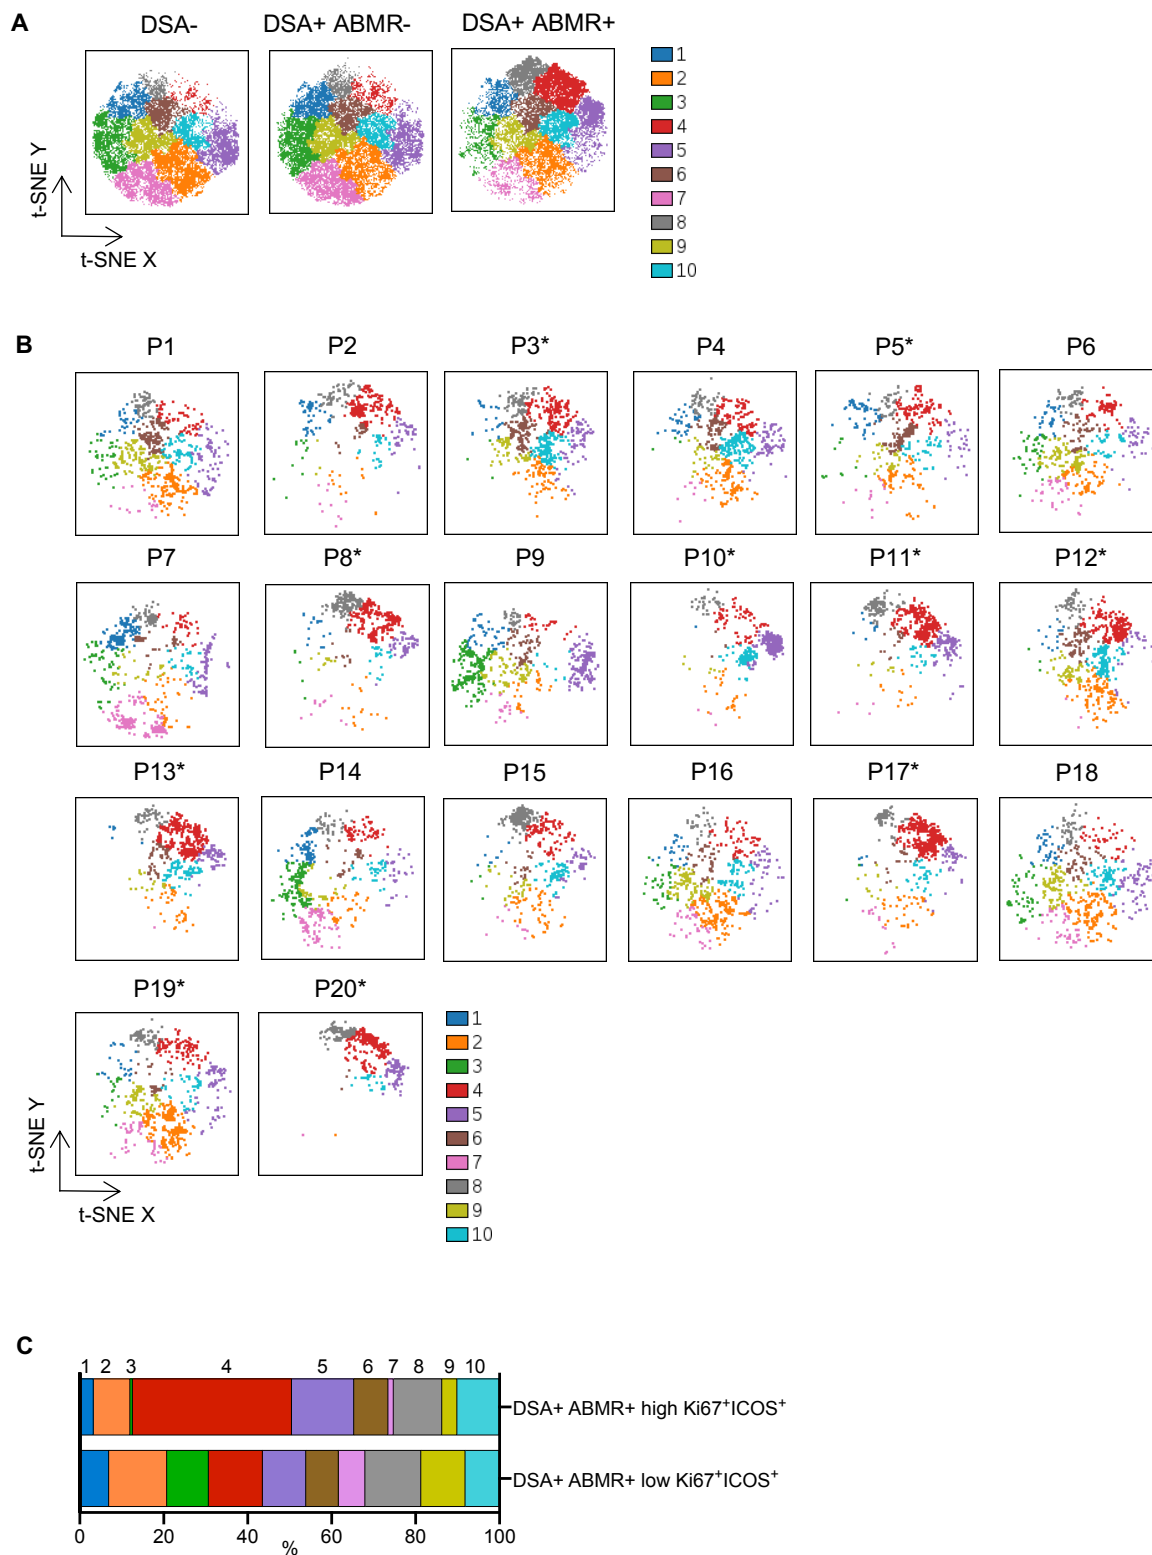 A
DSA-
DSA+ ABMR-
DSA+ ABMR+
1
2
3
4
5
6
7
8
9
10
t-SNE Y
t-SNE X
B
P1
P2
P3*
P4
P5*
P6
P7
P8*
P9
P10*
P11*
P12*
P13*
P14
P15
P16
P17*
P18
P19*
P20*
1
2
3
4
5
6
7
8
9
10
t-SNE Y
t-SNE X
C
1 2 3 4 5 6 7 8 9 10
DSA+ ABMR+ high Ki67⁺ICOS⁺
DSA+ ABMR+ low Ki67⁺ICOS⁺
0 20 40 60 80 100
%